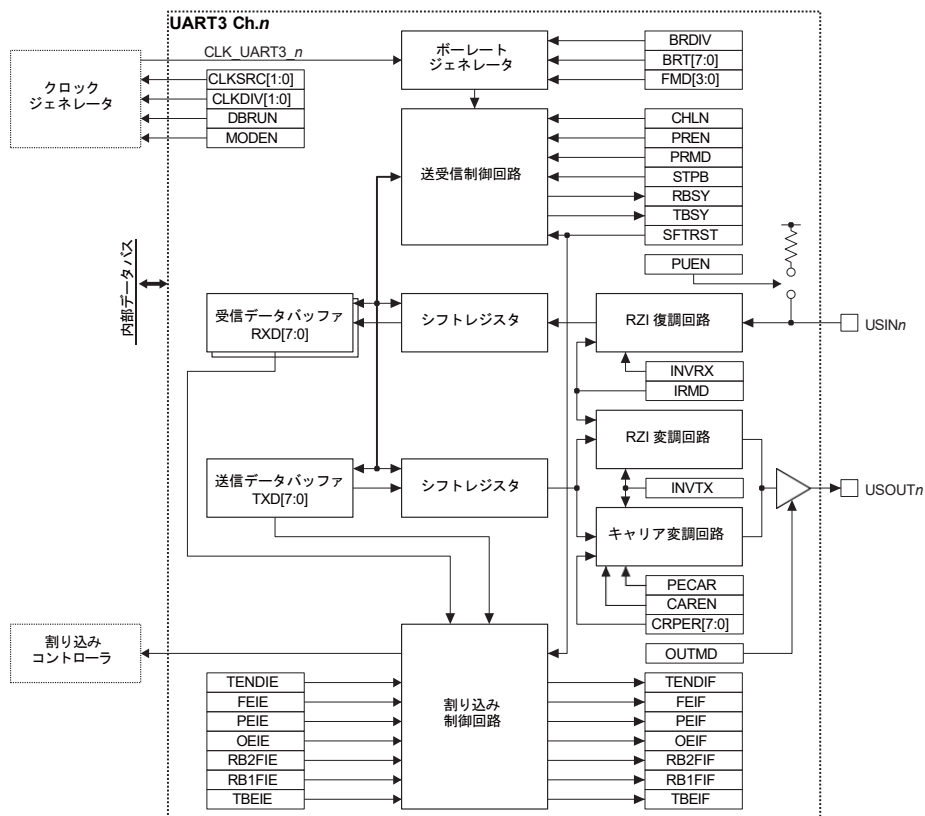 UART3 Ch.n
CLK_UART3_n
クロック
ジェネレータ
CLKSRC[1:0]
CLKDIV[1:0]
DBRUN
MODEN
ボーレート
ジェネレータ
BRDIV
BRT[7:0]
FMD[3:0]
送受信制御回路
CHLN
PREN
PRMD
STPB
RBSY
TBSY
SFTRST
PUEN
内部データバス
受信データバッファ
RXD[7:0]
シフトレジスタ
RZI 復調回路
USINn
INVRX
IRMD
RZI 変調回路
送信データバッファ
TXD[7:0]
シフトレジスタ
INVTX
USOUTn
キャリア変調回路
PECAR
CAREN
CRPER[7:0]
OUTMD
割り込み
コントローラ
割り込み
制御回路
TENDIE
FEIE
PEIE
OEIE
RB2FIE
RB1FIE
TBEIE
TENDIF
FEIF
PEIF
OEIF
RB2FIF
RB1FIF
TBEIF